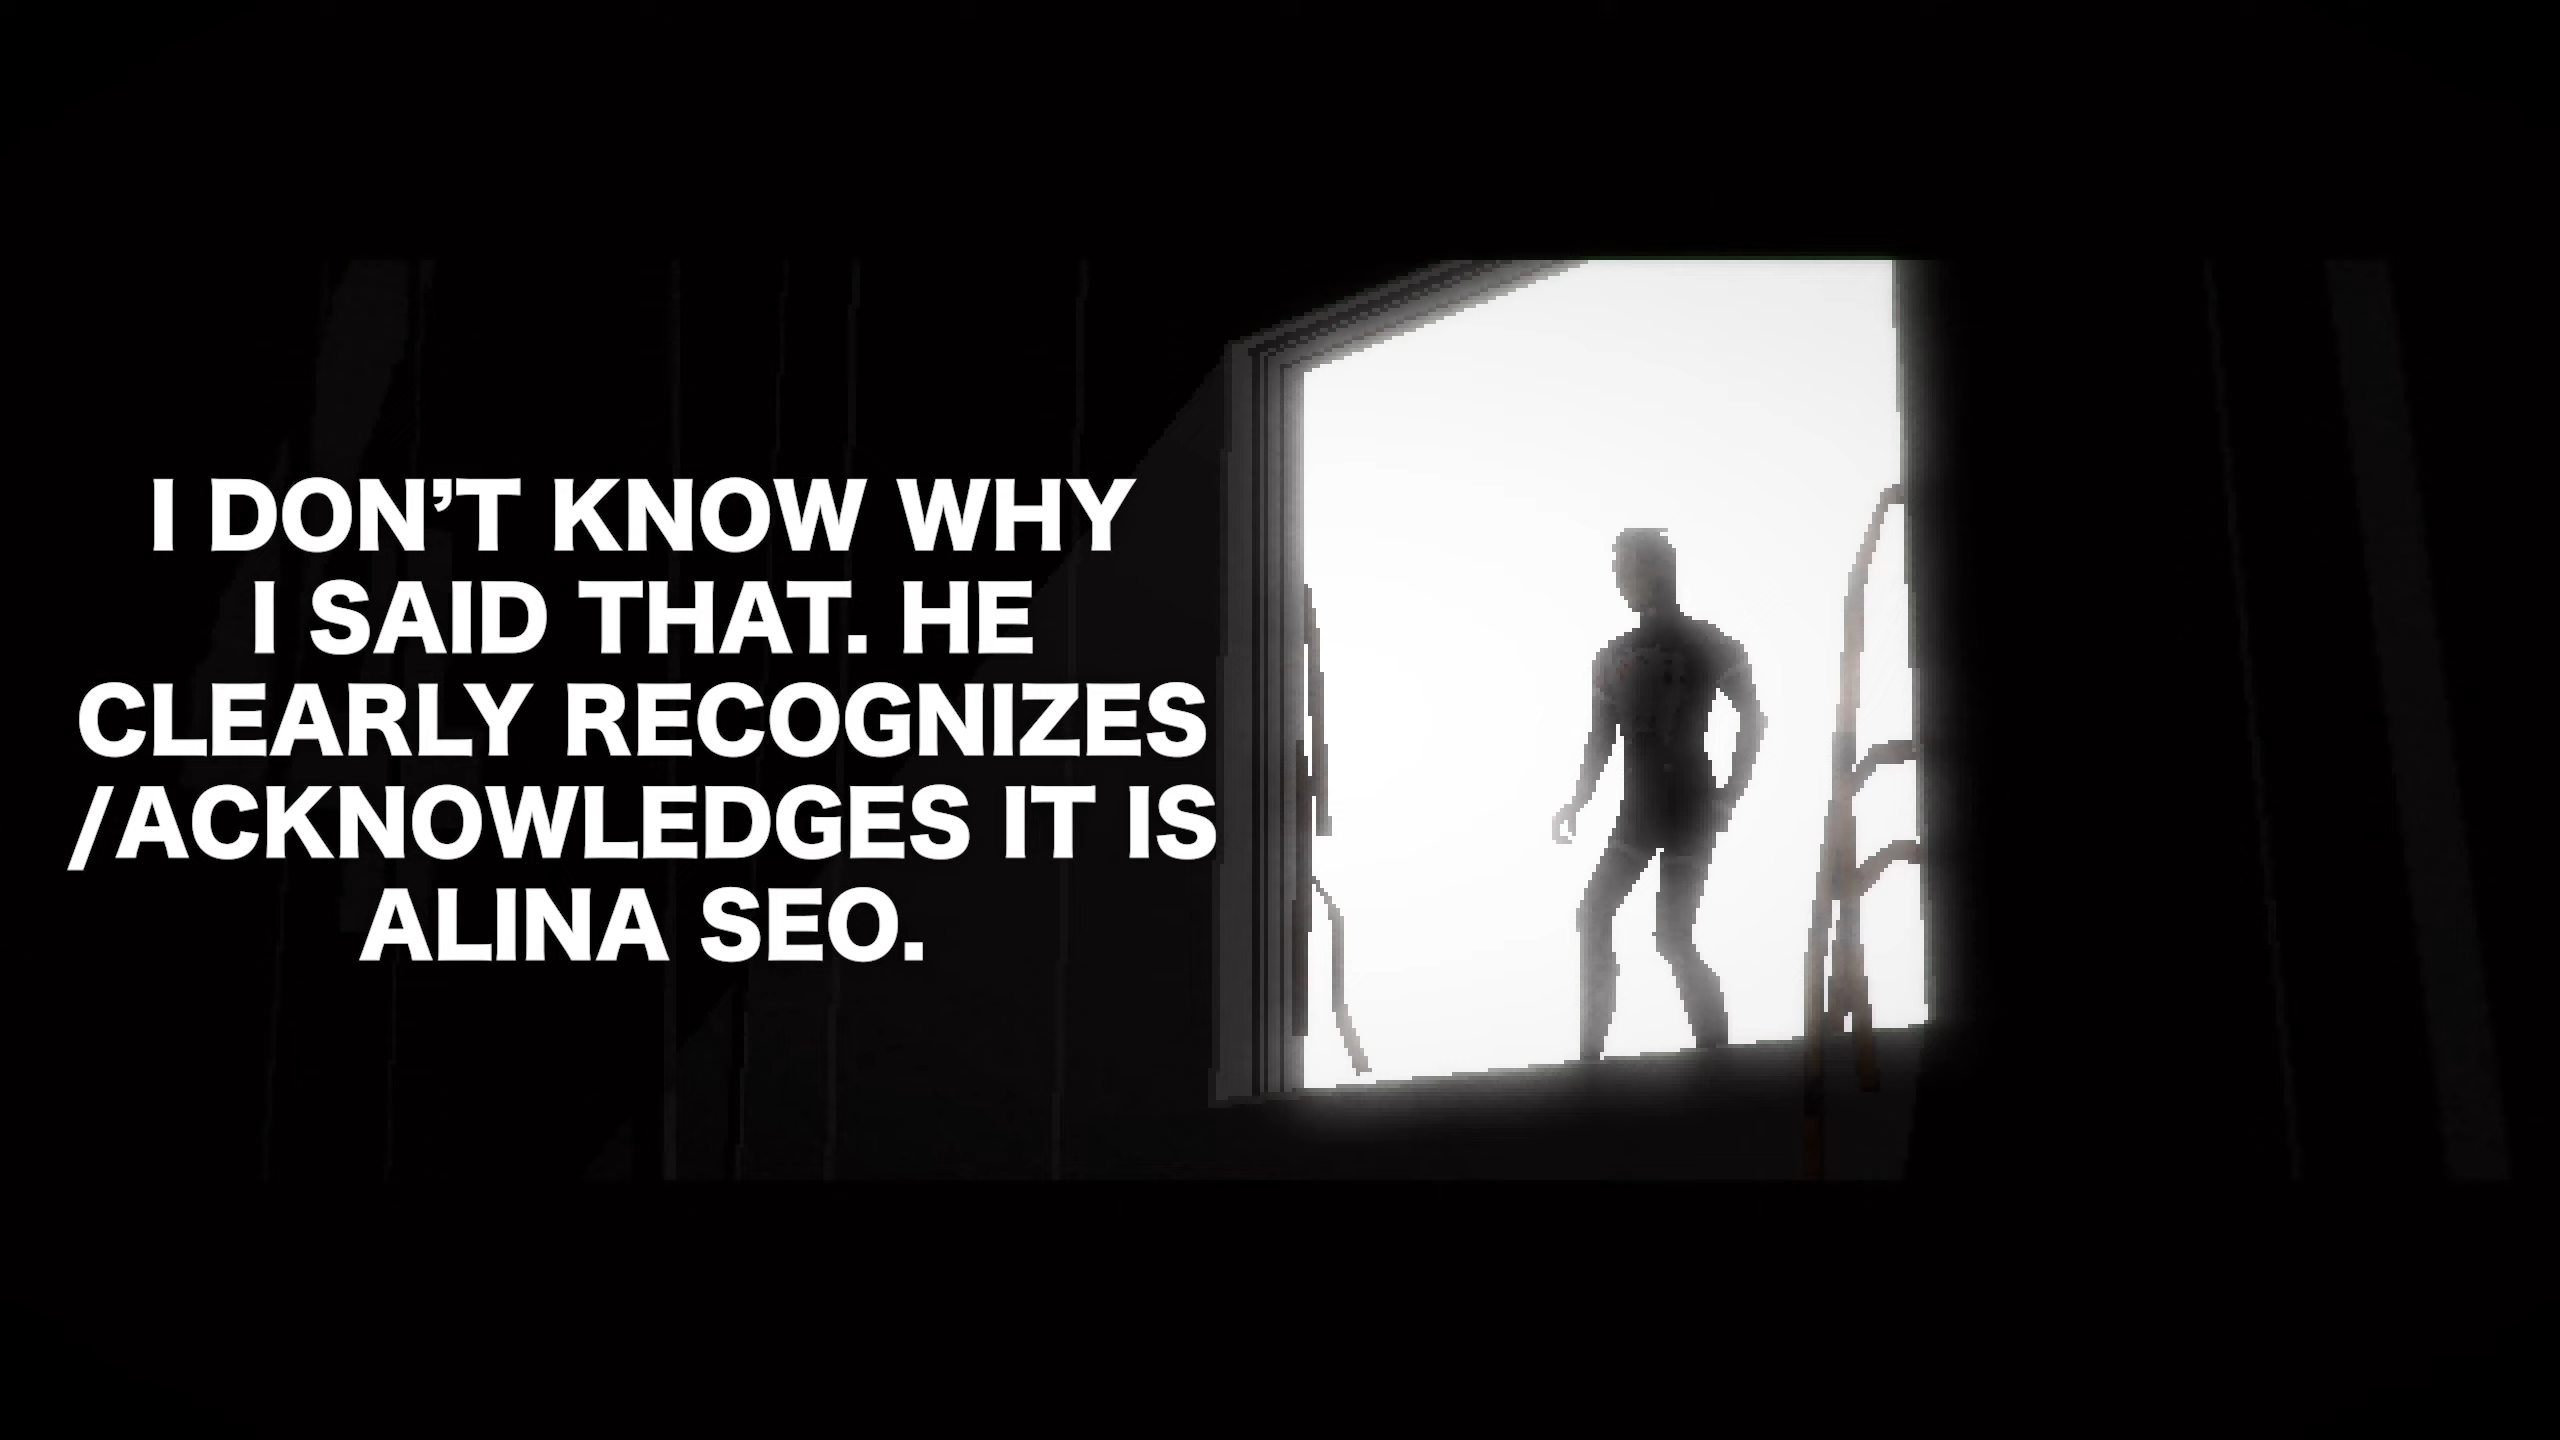 I DON’T KNOW WHY
I SAID THAT. HE
CLEARLY RECOGNIZES
/ACKNOWLEDGES IT IS
ALINA SEO.